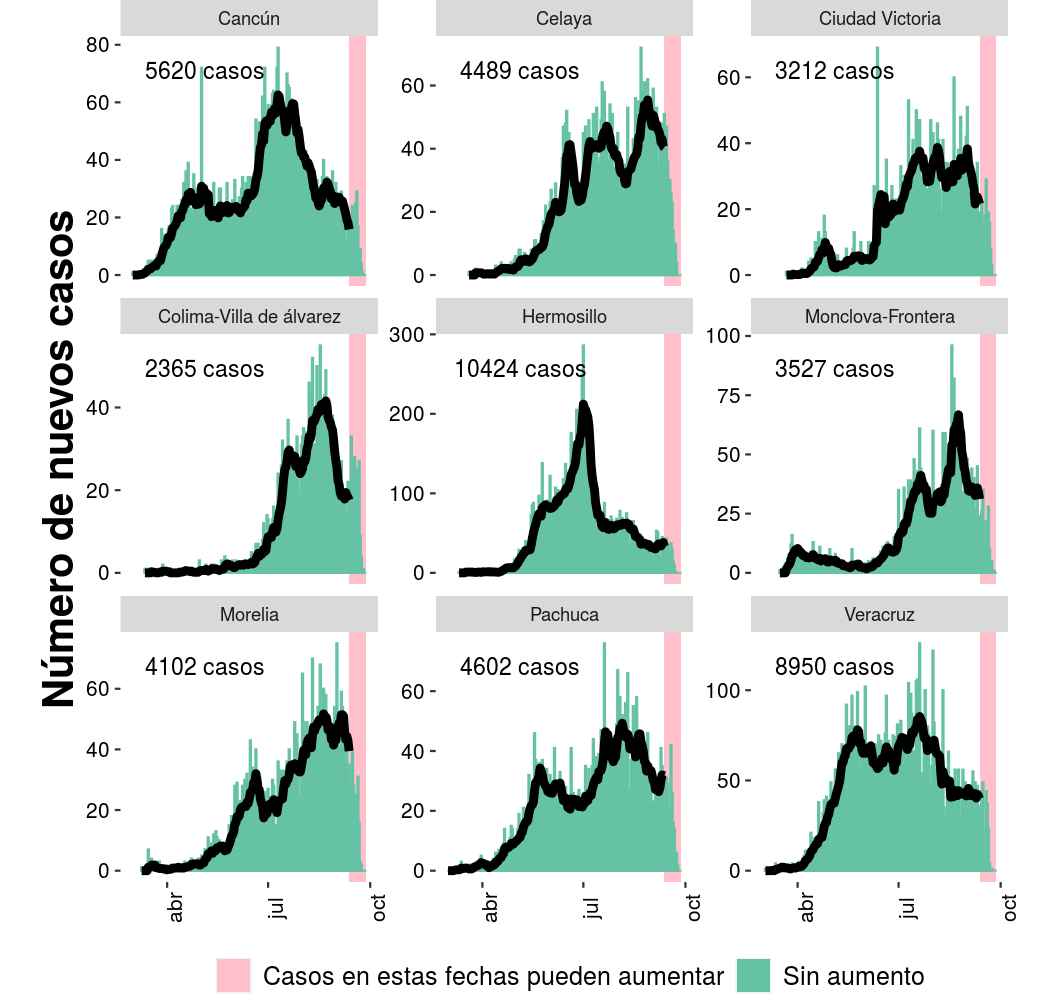 Número de nuevos casos
Cancún
Celaya
Ciudad Victoria
5620 casos
4489 casos
3212 casos
80
60
40
20
0
60
40
20
0
60
40
20
0
Colima-Villa de álvarez
Hermosillo
Monclova-Frontera
2365 casos
10424 casos
3527 casos
40
20
0
300
200
100
0
100
75
50
25
0
Morelia
Pachuca
Veracruz
4102 casos
4602 casos
8950 casos
60
40
20
0
60
40
20
0
100
50
0
abr
jul
oct
abr
jul
oct
abr
jul
oct
Casos en estas fechas pueden aumentar
Sin aumento